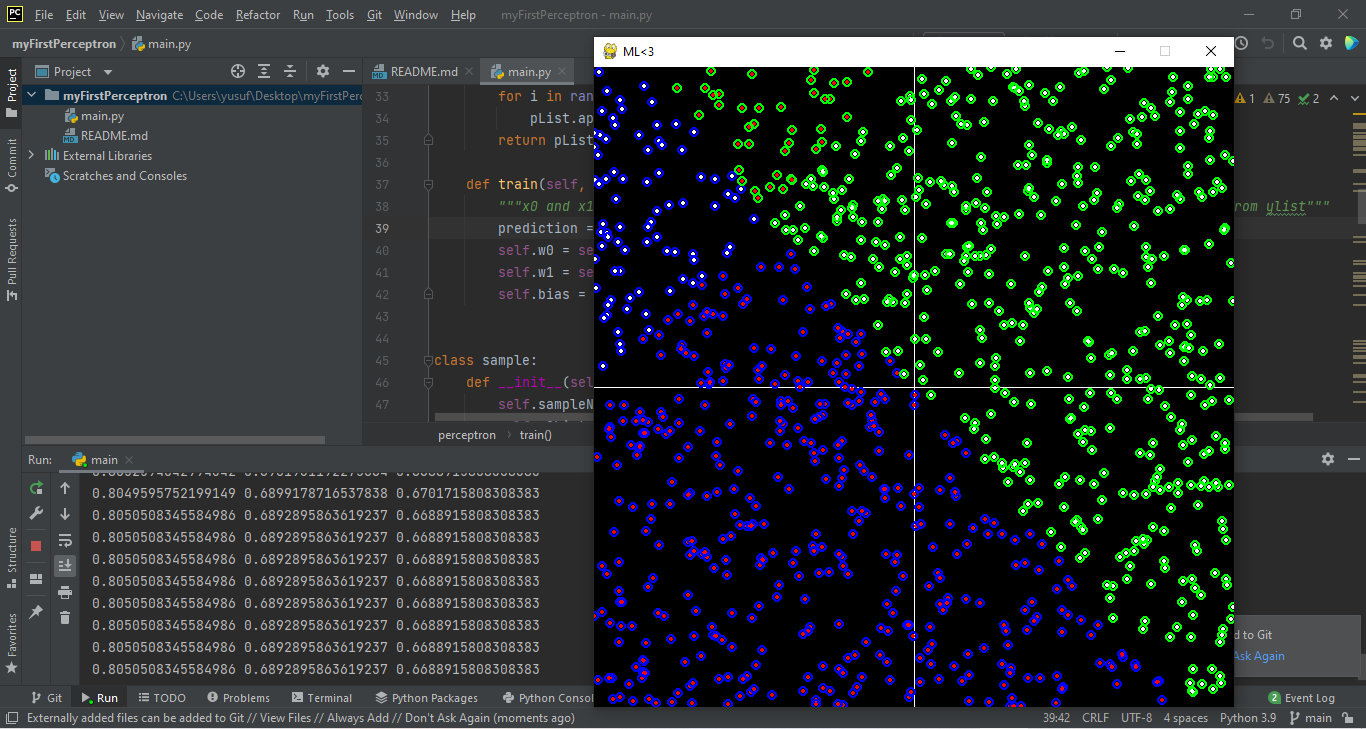 File Edit View Navigate Code Refactor Run Tools Git Window Help myFirstPerceptron - main.py
myFirstPerceptron main.py
ML<3
Project
README.md
main.py
1 75 2
myFirstPerceptron C:\Users\yusuf\Desktop\myFirstPerc
main.py
README.md
External Libraries
Scratches and Consoles
Project
Commit
Pull Requests
33 for i in ran
34 pList.ap
35 return pList
36
37 def train(self,
38 """x0 and x1 rom ylist"""
39 prediction =
40 self.w0 = se
41 self.w1 = se
42 self.bias =
43
44
45 class sample:
46 def __init__(sel
47 self.sampleN
perceptron train()
Run: main
0.8049595752199149 0.6899178716537838 0.6701715808308383
0.8050508345584986 0.6892895863619237 0.6688915808308383
0.8050508345584986 0.6892895863619237 0.6688915808308383
0.8050508345584986 0.6892895863619237 0.6688915808308383
0.8050508345584986 0.6892895863619237 0.6688915808308383
0.8050508345584986 0.6892895863619237 0.6688915808308383
0.8050508345584986 0.6892895863619237 0.6688915808308383
0.8050508345584986 0.6892895863619237 0.6688915808308383
0.8050508345584986 0.6892895863619237 0.6688915808308383
Structure
Favorites
d to Git
Ask Again
Git Run TODO Problems Terminal Python Packages Python Consol
2 Event Log
Externally added files can be added to Git // View Files // Always Add // Don't Ask Again (moments ago)
39:42 CRLF UTF-8 4 spaces Python 3.9 main